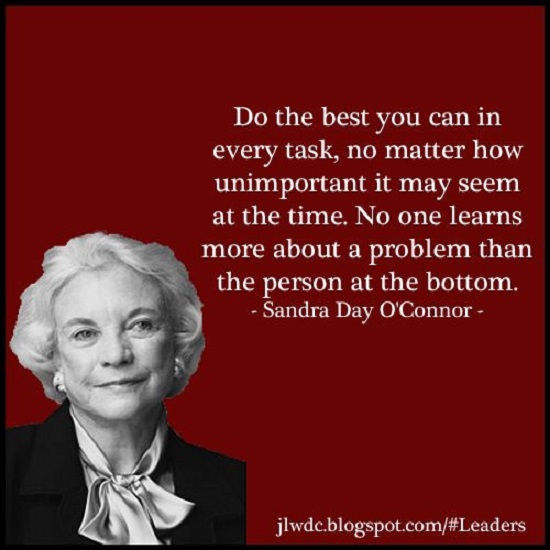 Do the best you can in
every task, no matter how
unimportant it may seem
at the time. No one learns
more about a problem than
the person at the bottom.
- Sandra Day O'Connor -
jlwdc.blogspot.com/#Leaders